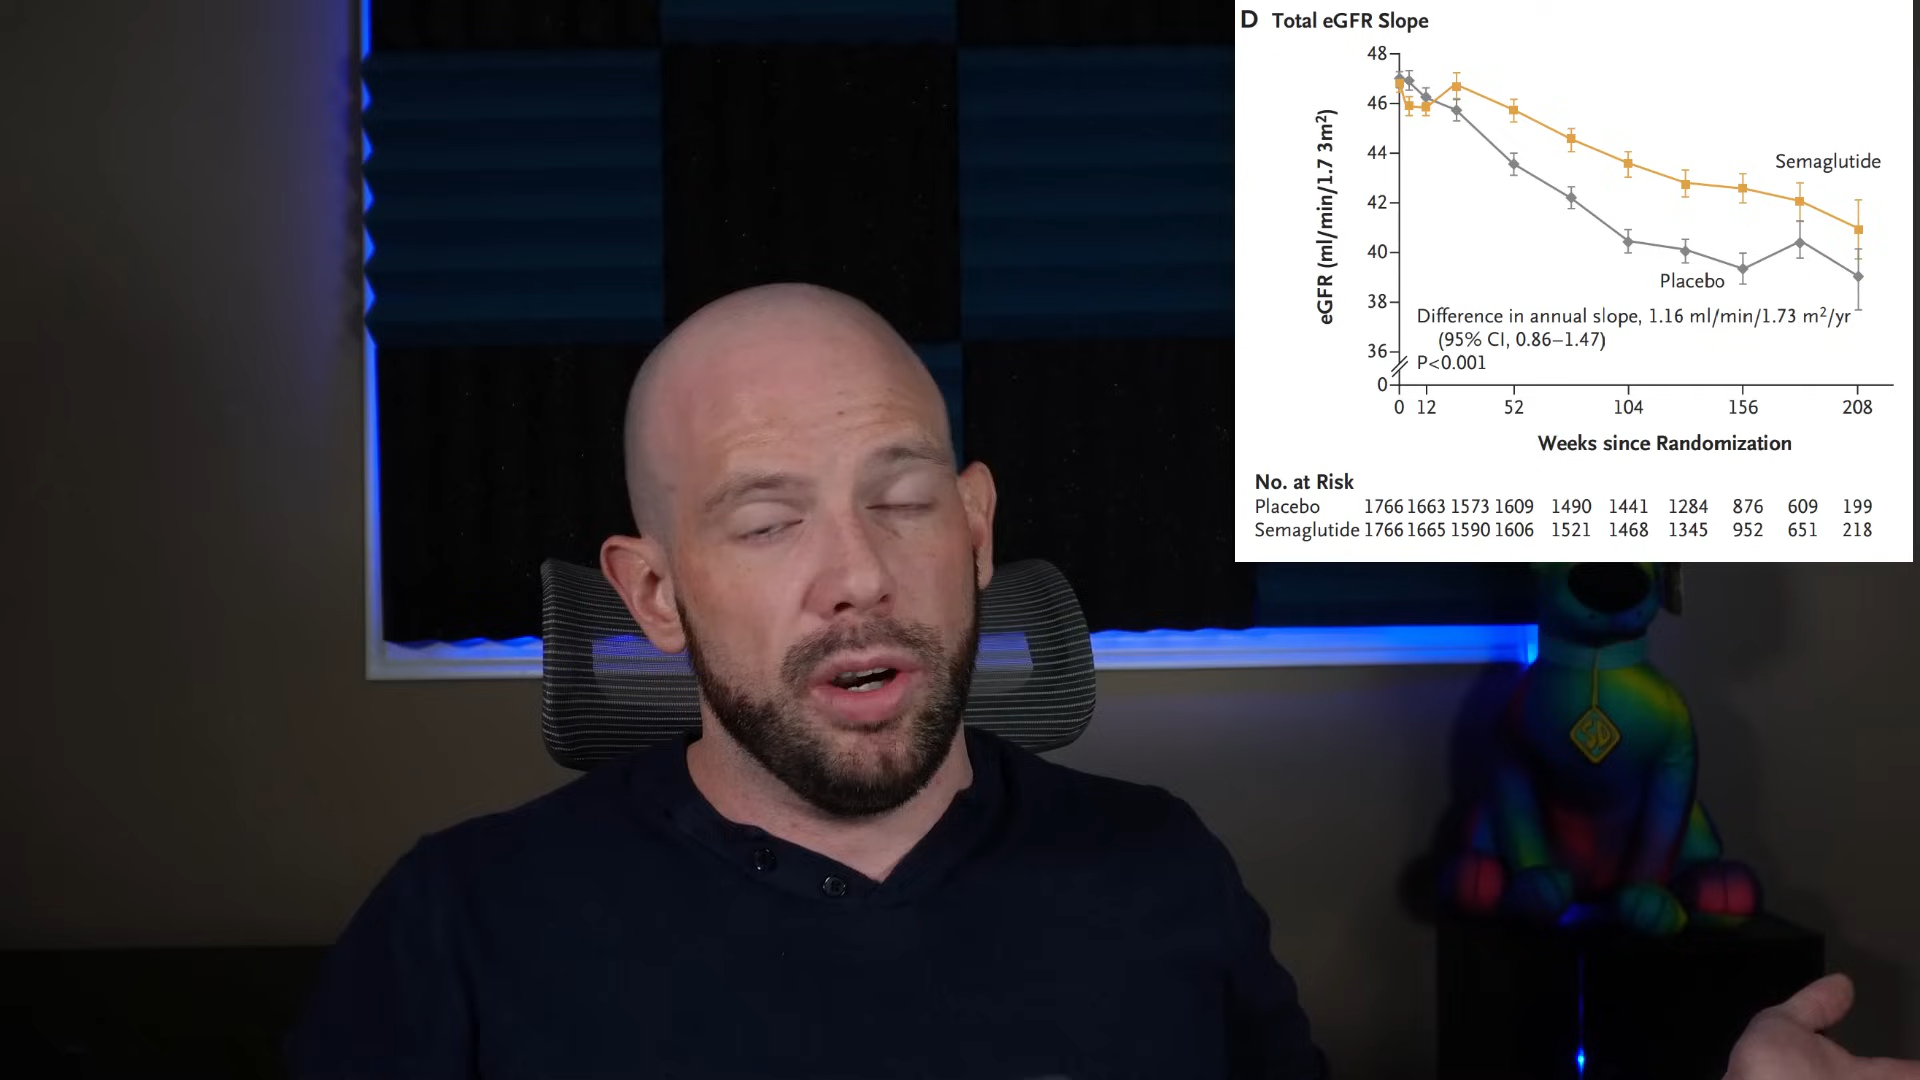 D Total eGFR Slope
48
46
44
42
40
38
36
0
eGFR (ml/min/1.7 3m²)
Semaglutide
Placebo
Difference in annual slope, 1.16 ml/min/1.73 m²/yr
(95% CI, 0.86–1.47)
P<0.001
0 12 52 104 156 208
Weeks since Randomization
No. at Risk
Placebo 1766 1663 1573 1609 1490 1441 1284 876 609 199
Semaglutide 1766 1665 1590 1606 1521 1468 1345 952 651 218
SD